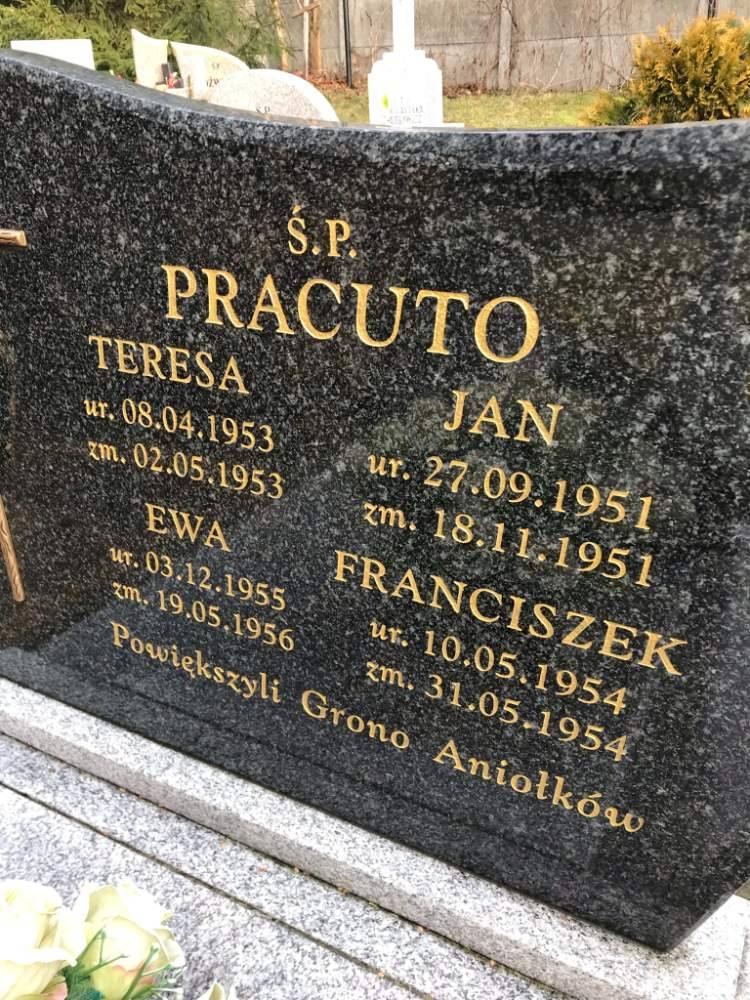 Ś.P.
PRACUTO
TERESA
ur. 08.04.1953
zm. 02.05.1953
JAN
ur. 27.09.1951
zm. 18.11.1951
EWA
ur. 03.12.1955
zm. 19.05.1956
FRANCISZEK
ur. 10.05.1954
zm. 31.05.1954
Powiększyli Grono Aniołków